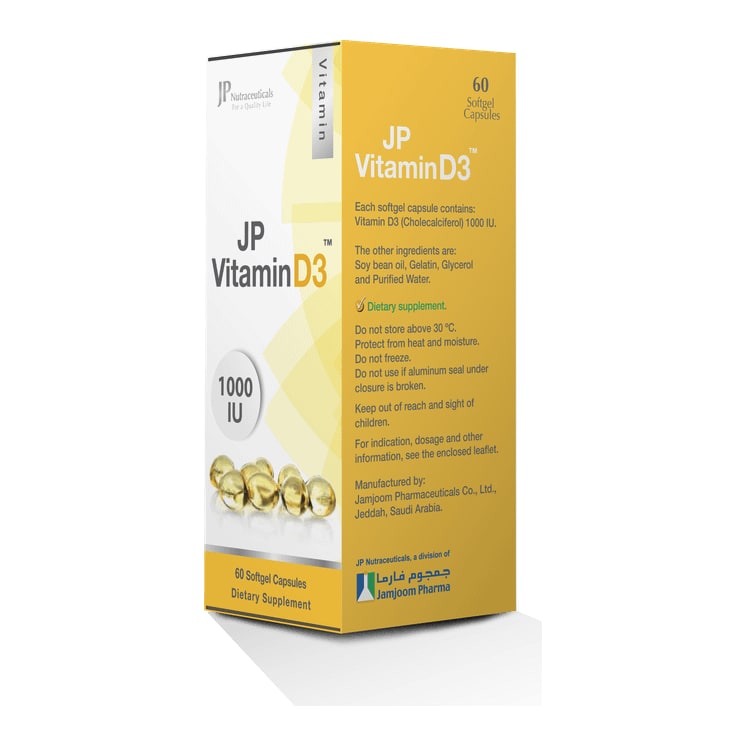 JP Nutraceuticals
For a Quality Life
Vitamin
JP
Vitamin D3™
1000
IU
60 Softgel Capsules
Dietary Supplement
60
Softgel
Capsules
JP
Vitamin D3™
Each softgel capsule contains:
Vitamin D3 (Cholecalciferol) 1000 IU.
The other ingredients are:
Soy bean oil, Gelatin, Glycerol
and Purified Water.
Dietary supplement.
Do not store above 30 ºC.
Protect from heat and moisture.
Do not freeze.
Do not use if aluminum seal under
closure is broken.
Keep out of reach and sight of
children.
For indication, dosage and other
information, see the enclosed leaflet.
Manufactured by:
Jamjoom Pharmaceuticals Co., Ltd.,
Jeddah, Saudi Arabia.
JP Nutraceuticals, a division of
جمجوم فارما
Jamjoom Pharma